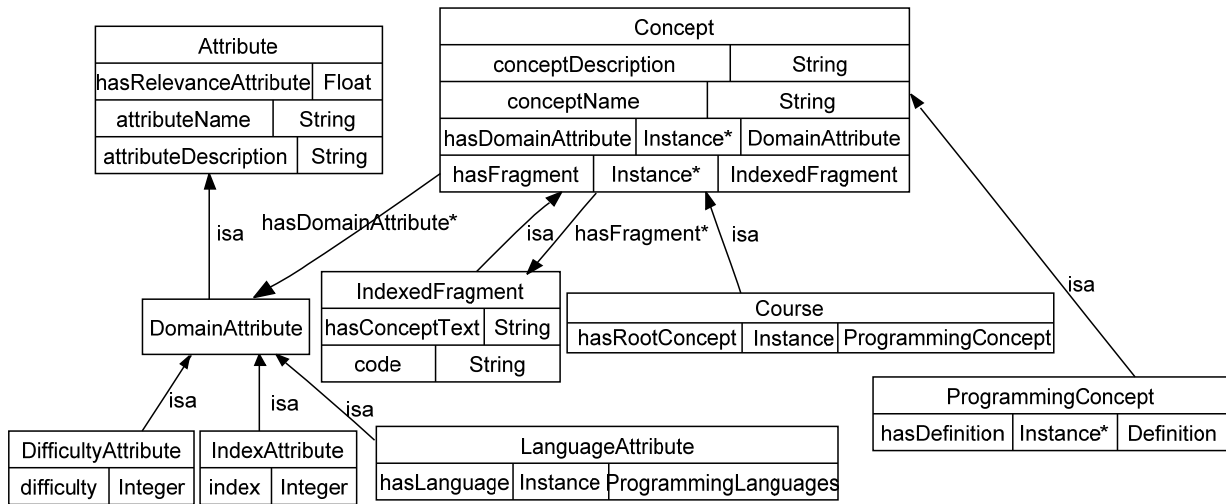 Attribute
hasRelevanceAttribute Float
attributeName String
attributeDescription String
Concept
conceptDescription String
conceptName String
hasDomainAttribute Instance* DomainAttribute
hasFragment Instance* IndexedFragment
isa
hasDomainAttribute*
isa
hasFragment*
isa
isa
DomainAttribute
IndexedFragment
hasConceptText String
code String
Course
hasRootConcept Instance ProgrammingConcept
ProgrammingConcept
hasDefinition Instance* Definition
isa
isa
isa
DifficultyAttribute
difficulty Integer
IndexAttribute
index Integer
LanguageAttribute
hasLanguage Instance ProgrammingLanguages